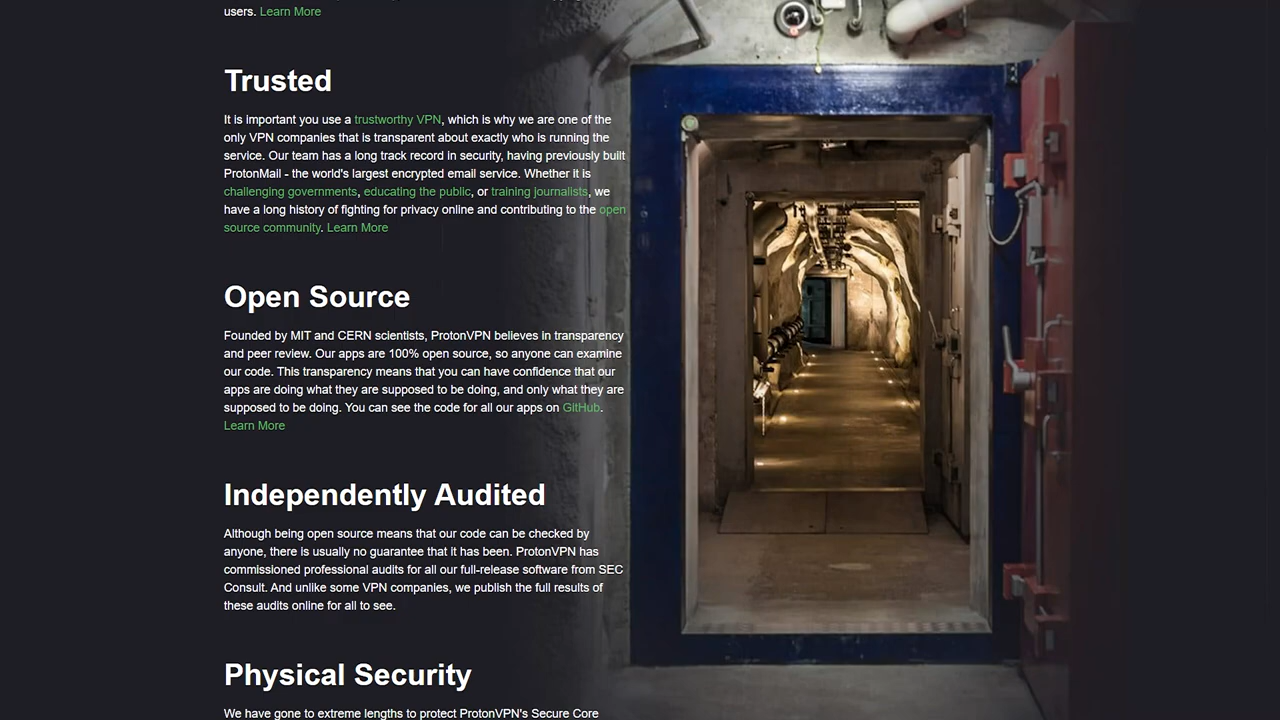 users. Learn More
Trusted
It is important you use a trustworthy VPN, which is why we are one of the
only VPN companies that is transparent about exactly who is running the
service. Our team has a long track record in security, having previously built
ProtonMail - the world's largest encrypted email service. Whether it is
challenging governments, educating the public, or training journalists, we
have a long history of fighting for privacy online and contributing to the open
source community. Learn More
Open Source
Founded by MIT and CERN scientists, ProtonVPN believes in transparency
and peer review. Our apps are 100% open source, so anyone can examine
our code. This transparency means that you can have confidence that our
apps are doing what they are supposed to be doing, and only what they are
supposed to be doing. You can see the code for all our apps on GitHub.
Learn More
Independently Audited
Although being open source means that our code can be checked by
anyone, there is usually no guarantee that it has been. ProtonVPN has
commissioned professional audits for all our full-release software from SEC
Consult. And unlike some VPN companies, we publish the full results of
these audits online for all to see.
Physical Security
We have gone to extreme lengths to protect ProtonVPN's Secure Core